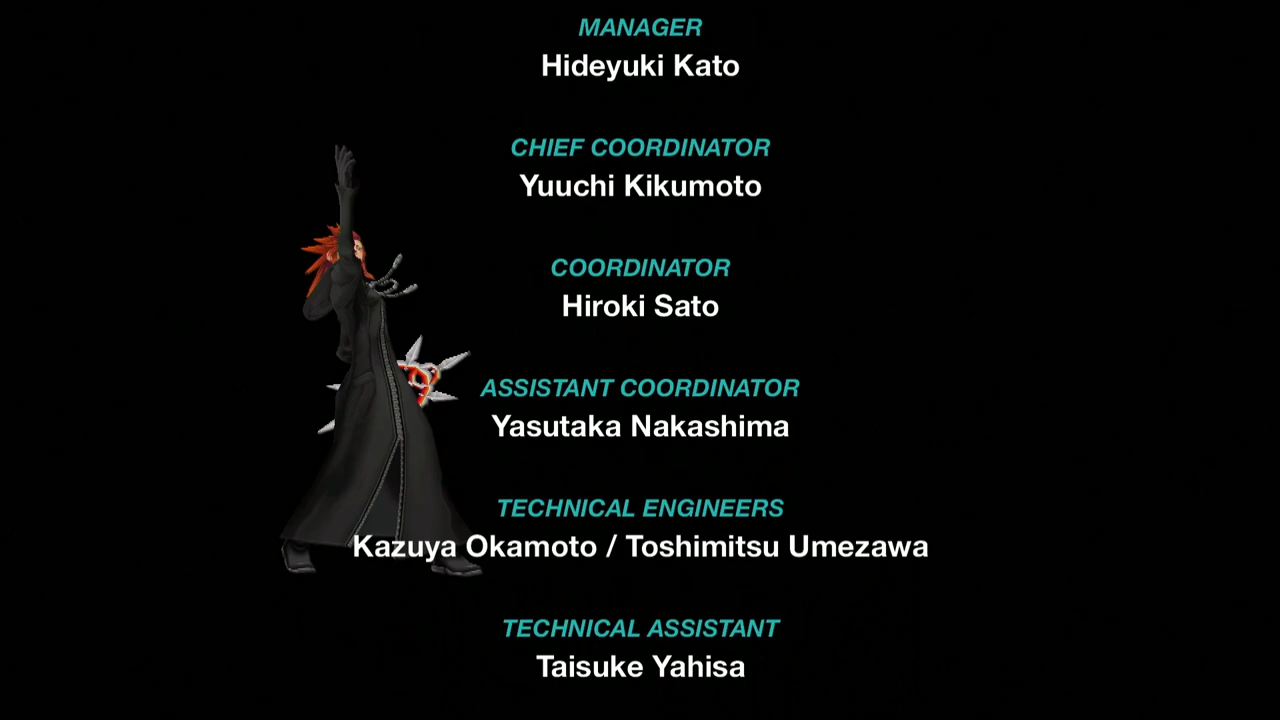 MANAGER
Hideyuki Kato
CHIEF COORDINATOR
Yuuchi Kikumoto
COORDINATOR
Hiroki Sato
ASSISTANT COORDINATOR
Yasutaka Nakashima
TECHNICAL ENGINEERS
Kazuya Okamoto / Toshimitsu Umezawa
TECHNICAL ASSISTANT
Taisuke Yahisa